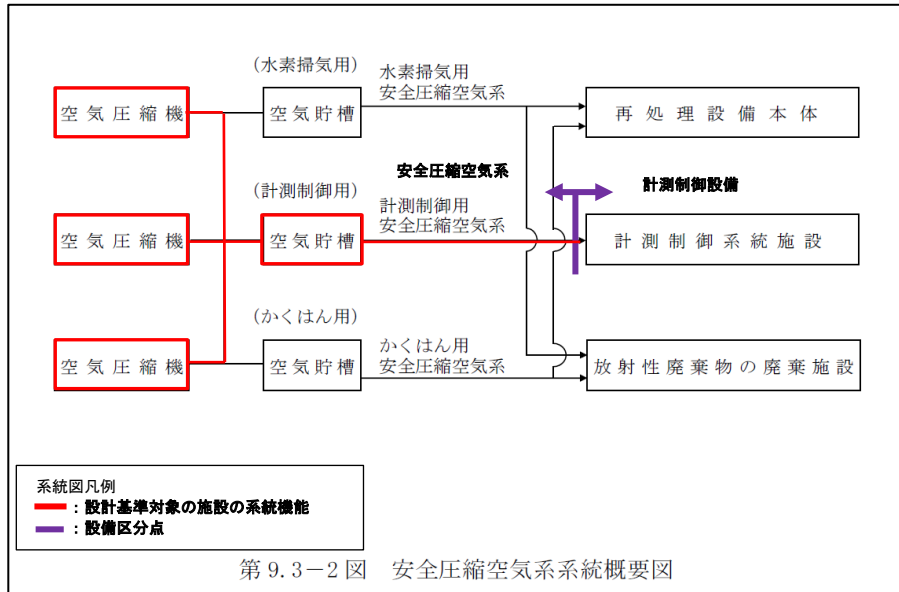 (水素掃気用)
水素掃気用
安全圧縮空気系
空気圧縮機
空気貯槽
再処理設備本体
安全圧縮空気系
計測制御設備
(計測制御用)
計測制御用
安全圧縮空気系
空気圧縮機
空気貯槽
計測制御系統施設
(かくはん用)
かくはん用
安全圧縮空気系
空気圧縮機
空気貯槽
放射性廃棄物の廃棄施設
系統図凡例
:設計基準対象の施設の系統機能
:設備区分点
第9.3-2図 安全圧縮空気系系統概要図